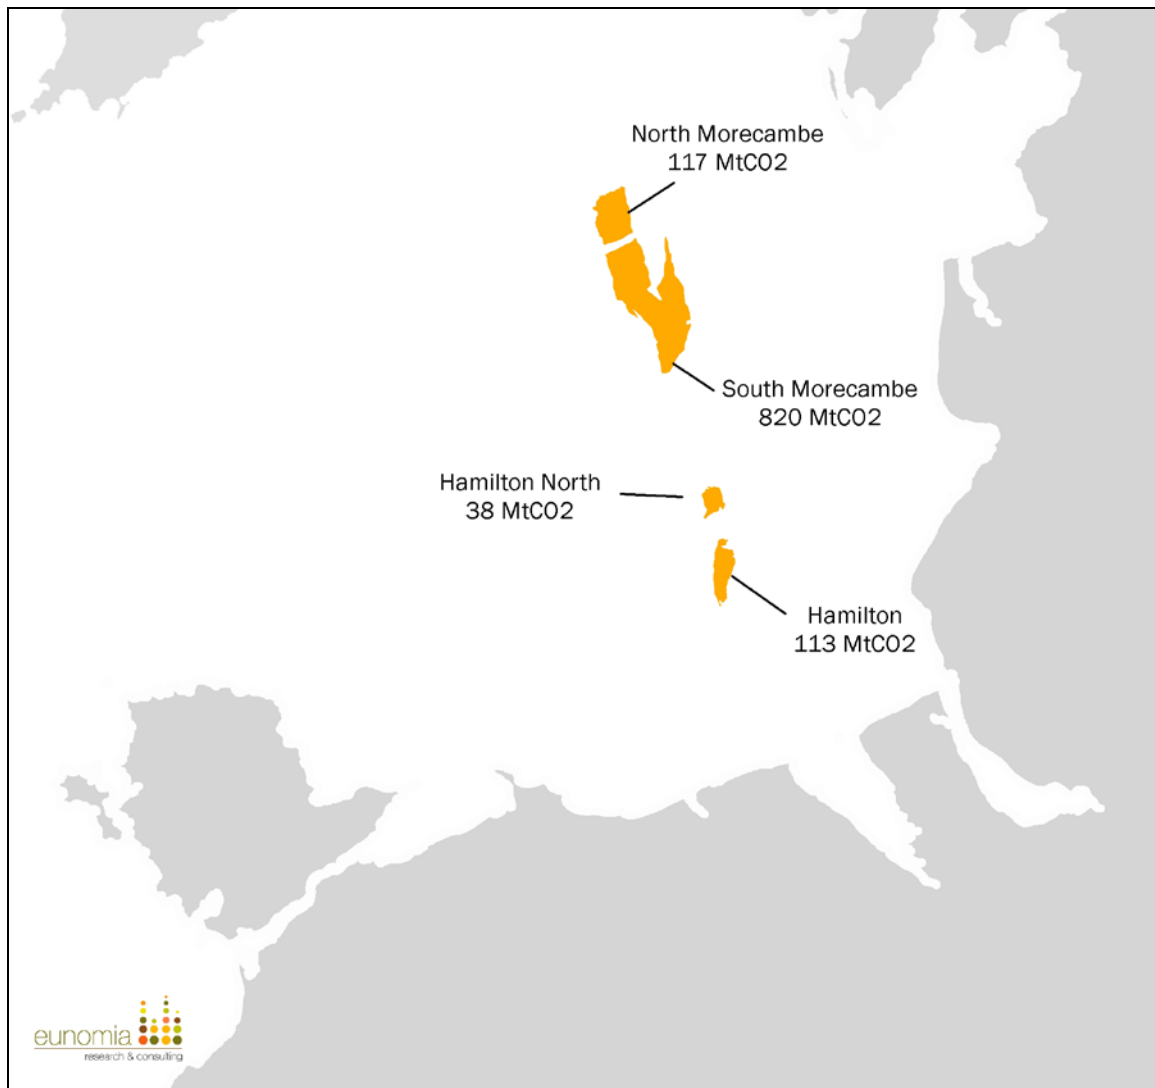 North Morecambe
117 MtCO2
South Morecambe
820 MtCO2
Hamilton North
38 MtCO2
Hamilton
113 MtCO2
eunomia
research & consulting